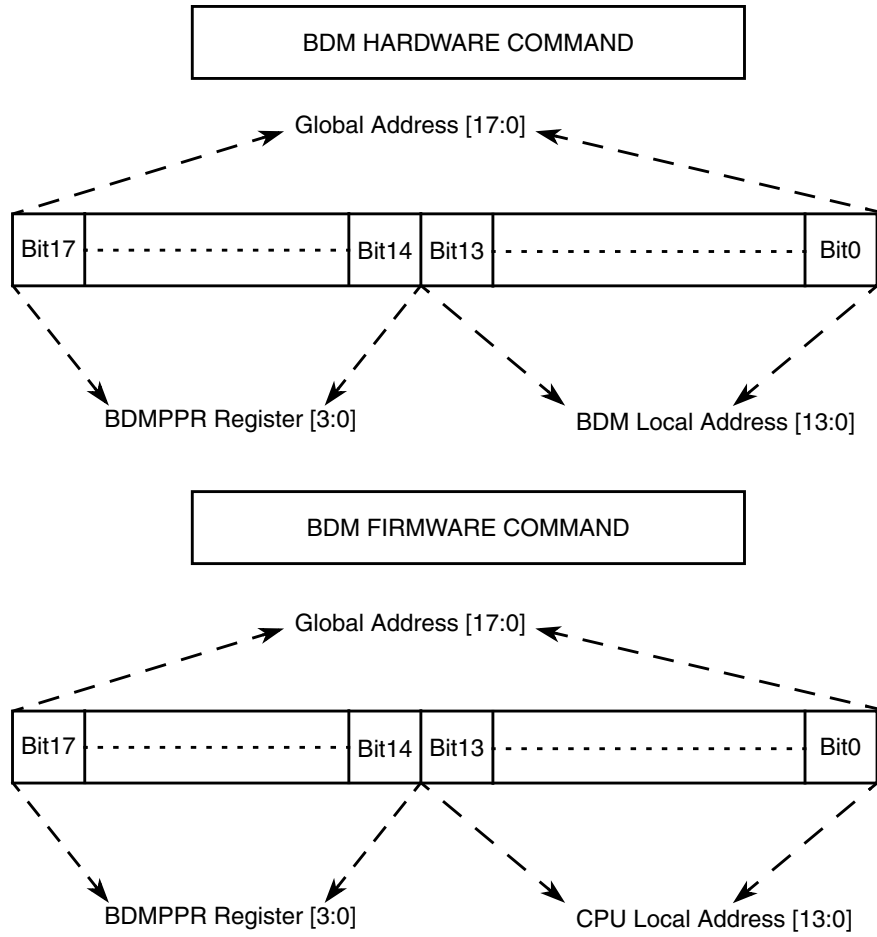 BDM HARDWARE COMMAND
Global Address [17:0]
Bit17 Bit14 Bit13 Bit0
BDMPPR Register [3:0]
BDM Local Address [13:0]
BDM FIRMWARE COMMAND
Global Address [17:0]
Bit17 Bit14 Bit13 Bit0
BDMPPR Register [3:0]
CPU Local Address [13:0]